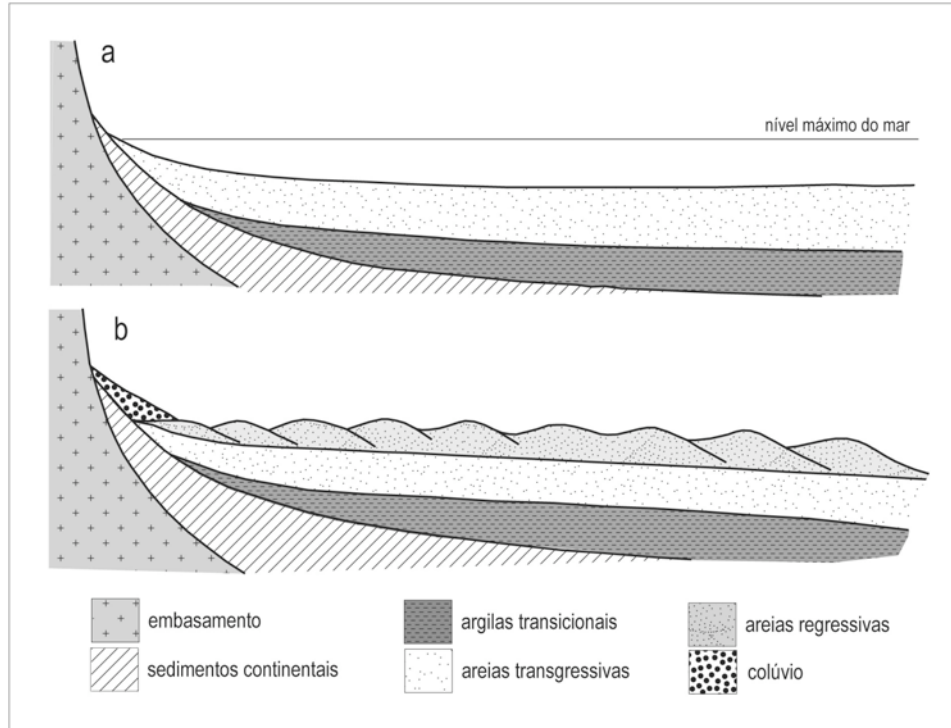 a
nível máximo do mar
b
embasamento
argilas transicionais
areias regressivas
sedimentos continentais
areias transgressivas
colúvio